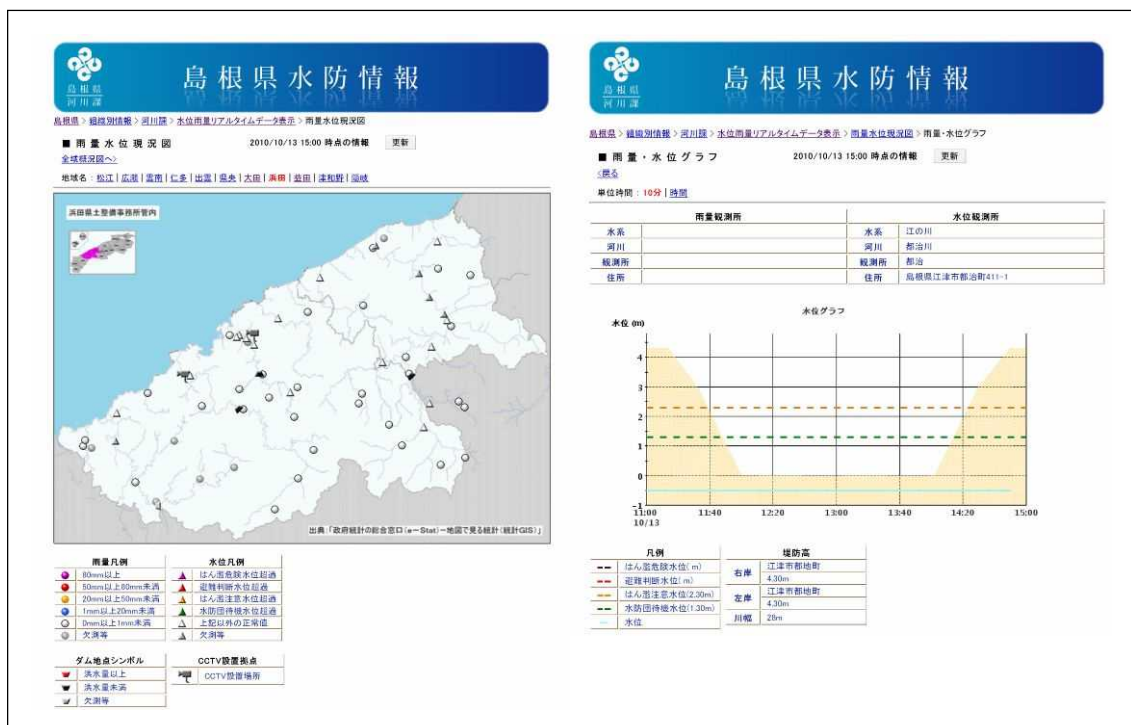 島根県
河川課
島根県水防情報
島根県 > 組織別情報 > 河川課 > 水位雨量リアルタイムデータ表示 > 雨量水位現況図
■ 雨量水位現況図 2010/10/13 15:00 時点の情報 更新
全域概況図へ>
地域名 : 松江 | 広瀬 | 雲南 | 仁多 | 出雲 | 県央 | 大田 | 浜田 | 益田 | 津和野 | 隠岐
浜田県土整備事務所管内
出典:「政府統計の総合窓口(e-Stat)-地図で見る統計(統計GIS)」
雨量凡例
80mm以上
50mm以上80mm未満
20mm以上50mm未満
1mm以上20mm未満
0mm以上1mm未満
欠測等
水位凡例
はん濫危険水位超過
避難判断水位超過
はん濫注意水位超過
水防団待機水位超過
上記以外の正常値
欠測等
ダム地点シンボル
洪水量以上
洪水量未満
欠測等
CCTV設置拠点
CCTV設置場所
島根県
河川課
島根県水防情報
島根県 > 組織別情報 > 河川課 > 水位雨量リアルタイムデータ表示 > 雨量水位現況図 > 雨量・水位グラフ
■ 雨量・水位グラフ 2010/10/13 15:00 時点の情報 更新
<戻る
単位時間 : 10分 | 時間
雨量観測所 水位観測所
水系 水系 江の川
河川 河川 都治川
観測所 観測所 都治
住所 住所 島根県江津市都治町411-1
水位グラフ
水位 (m)
4
3
2
1
0
-1
11:00 11:40 12:20 13:00 13:40 14:20 15:00
10/13
凡例
はん濫危険水位( m)
避難判断水位( m)
はん濫注意水位(2.30m)
水防団待機水位(1.30m)
水位
堤防高
右岸 江津市都地町
4.30m
左岸 江津市都地町
4.30m
川幅 28m